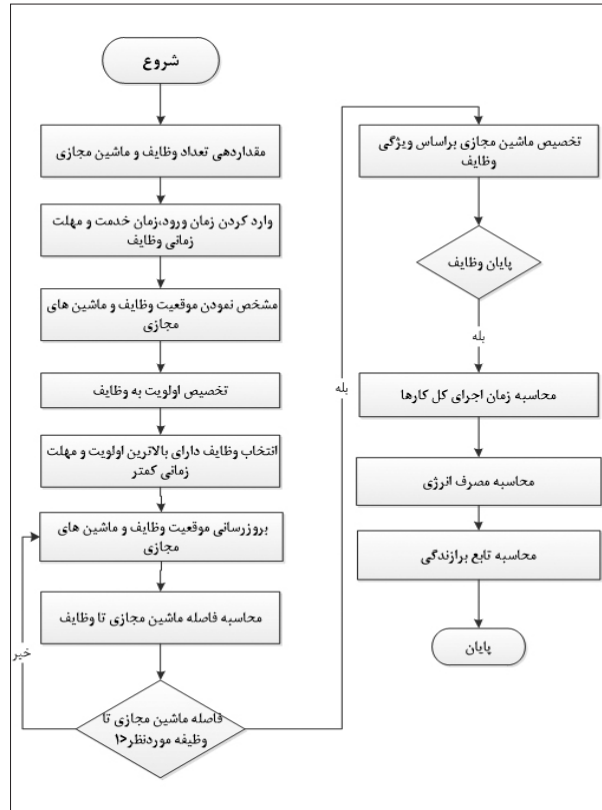 شروع
مقداردهی تعداد وظایف و ماشین مجازی
وارد کردن زمان ورود،زمان خدمت و مهلت
زمانی وظایف
مشخص نمودن موقعیت وظایف و ماشین های
مجازی
تخصیص اولویت به وظایف
انتخاب وظایف دارای بالاترین اولویت و مهلت
زمانی کمتر
بروزرسانی موقعیت وظایف و ماشین های
مجازی
محاسبه فاصله ماشین مجازی تا وظایف
خیر
فاصله ماشین مجازی تا
وظیفه موردنظر<۱
بله
تخصیص ماشین مجازی براساس ویژگی
وظایف
پایان وظایف
بله
محاسبه زمان اجرای کل کارها
محاسبه مصرف انرژی
محاسبه تابع برازندگی
پایان